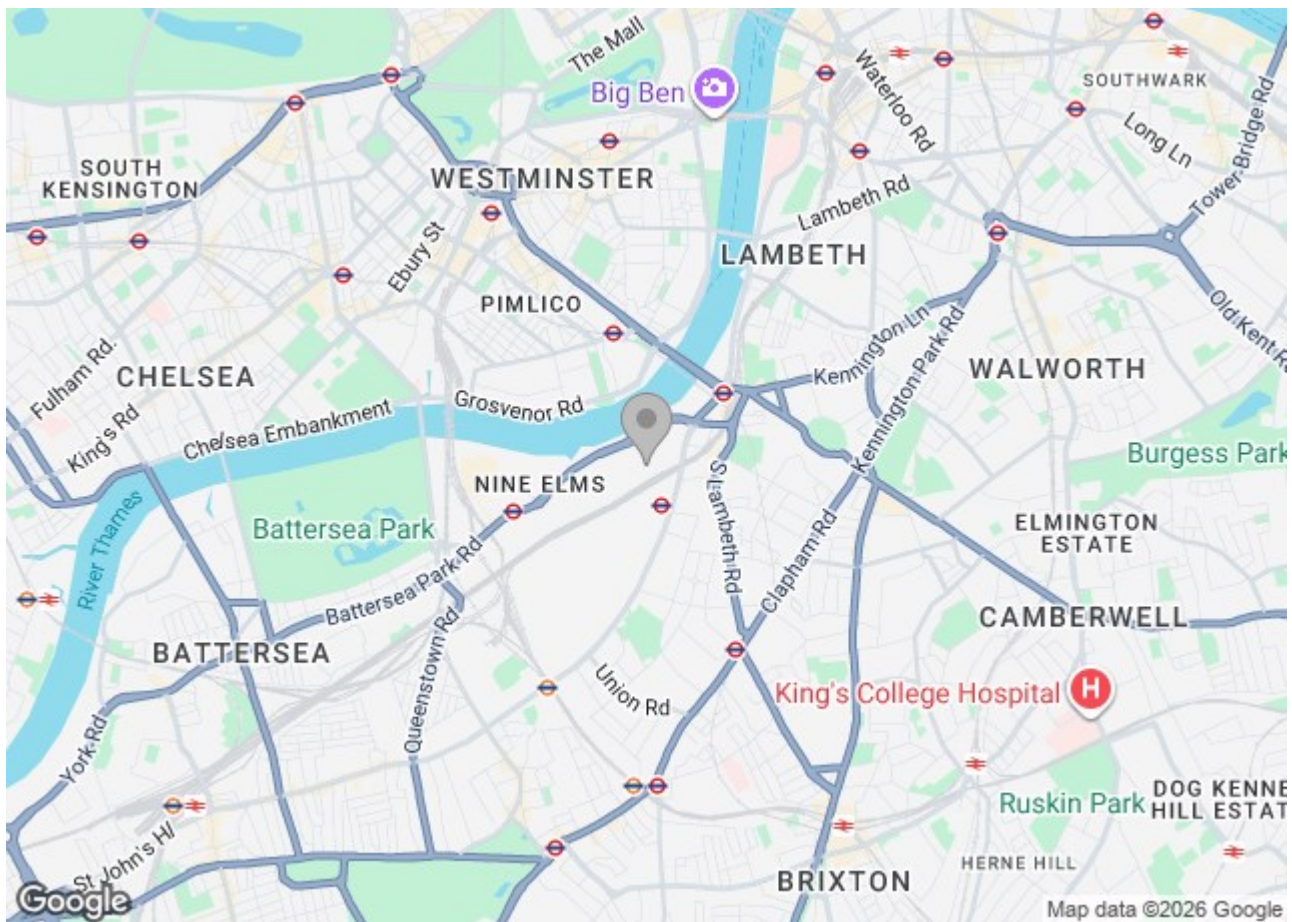 The Mall
Big Ben
Waterloo Rd
SOUTHWARK
Long Ln
Tower Bridge Rd
SOUTH
KENSINGTON
WESTMINSTER
Lambeth Rd
Ebury St
LAMBETH
PIMLICO
Old Kent R
Kennington Ln
Kennington Park Rd
WALWORTH
Fulham Rd.
CHELSEA
King's Rd
Chelsea Embankment
Grosvenor Rd
Burgess Park
NINE ELMS
S Lambeth Rd
Battersea Park
ELMINGTON
ESTATE
River Thames
Clapham Rd
Battersea Park Rd
CAMBERWELL
BATTERSEA
Queenstown Rd
Union Rd
King's College Hospital
H
York Rd
Ruskin Park
DOG KENNE
HILL ESTAT
St John's Hl
HERNE HILL
BRIXTON
Google
Map data ©2026 Google